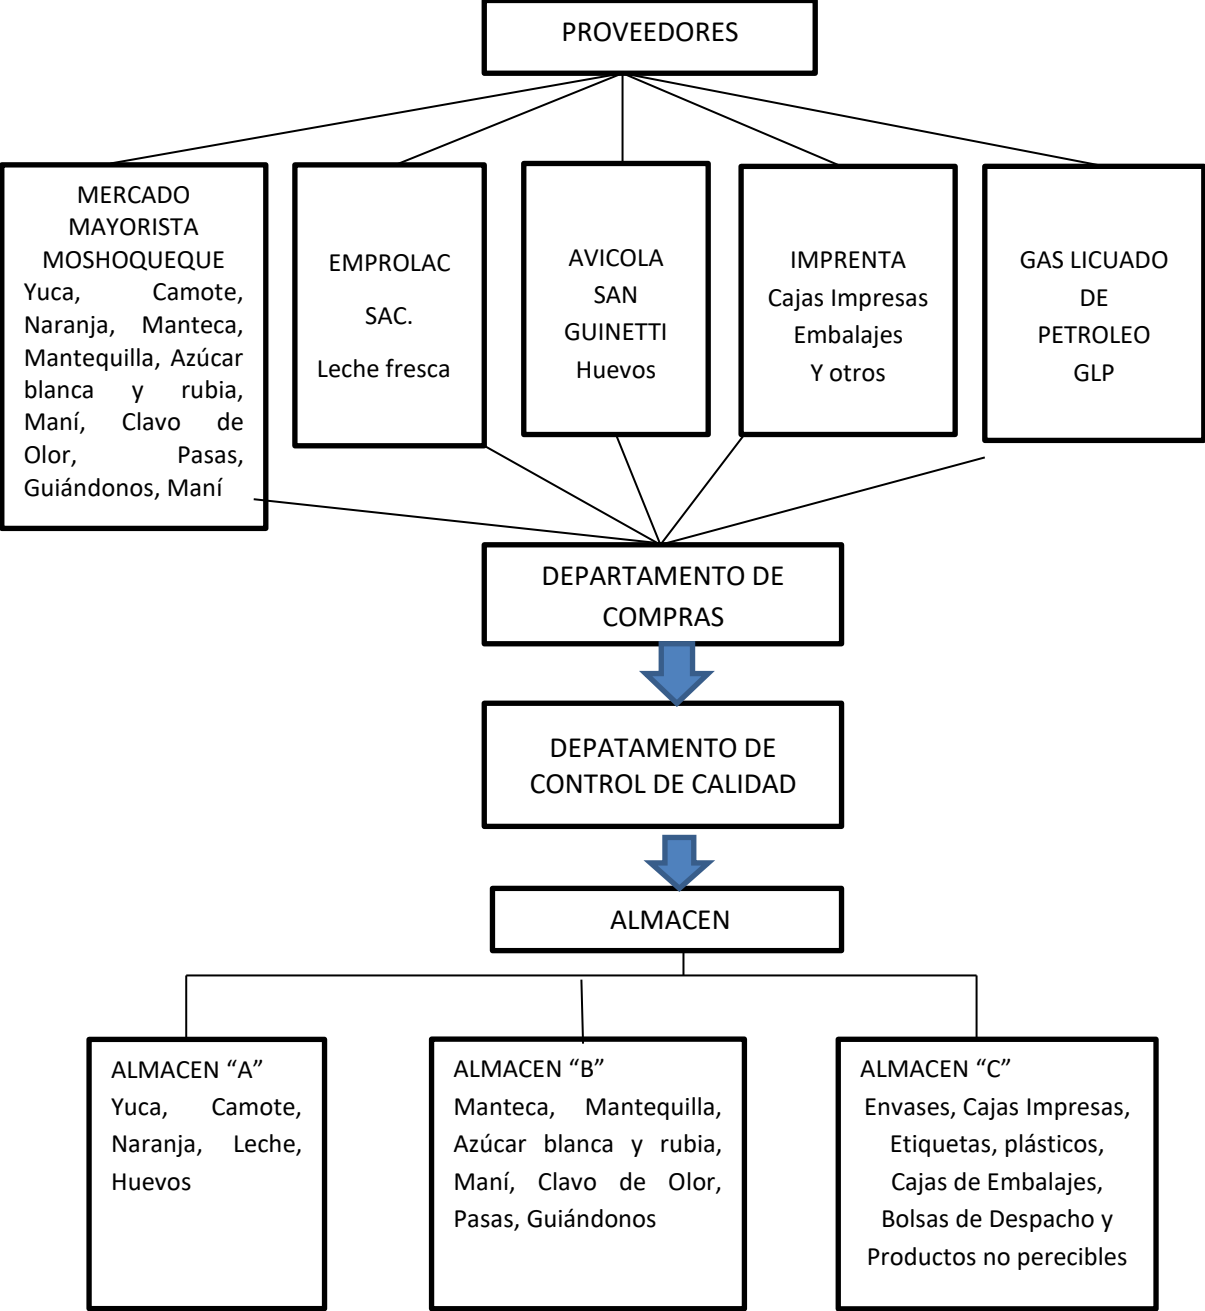 PROVEEDORES
MERCADO
MAYORISTA
MOSHOQUEQUE
Yuca, Camote,
Naranja, Manteca,
Mantequilla, Azúcar
blanca y rubia,
Maní, Clavo de
Olor, Pasas,
Guiándonos, Maní
EMPROLAC
SAC.
Leche fresca
AVICOLA
SAN
GUINETTI
Huevos
IMPRENTA
Cajas Impresas
Embalajes
Y otros
GAS LICUADO
DE
PETROLEO
GLP
DEPARTAMENTO DE
COMPRAS
DEPATAMENTO DE
CONTROL DE CALIDAD
ALMACEN
ALMACEN “A”
Yuca, Camote,
Naranja, Leche,
Huevos
ALMACEN “B”
Manteca, Mantequilla,
Azúcar blanca y rubia,
Maní, Clavo de Olor,
Pasas, Guiándonos
ALMACEN “C”
Envases, Cajas Impresas,
Etiquetas, plásticos,
Cajas de Embalajes,
Bolsas de Despacho y
Productos no perecibles